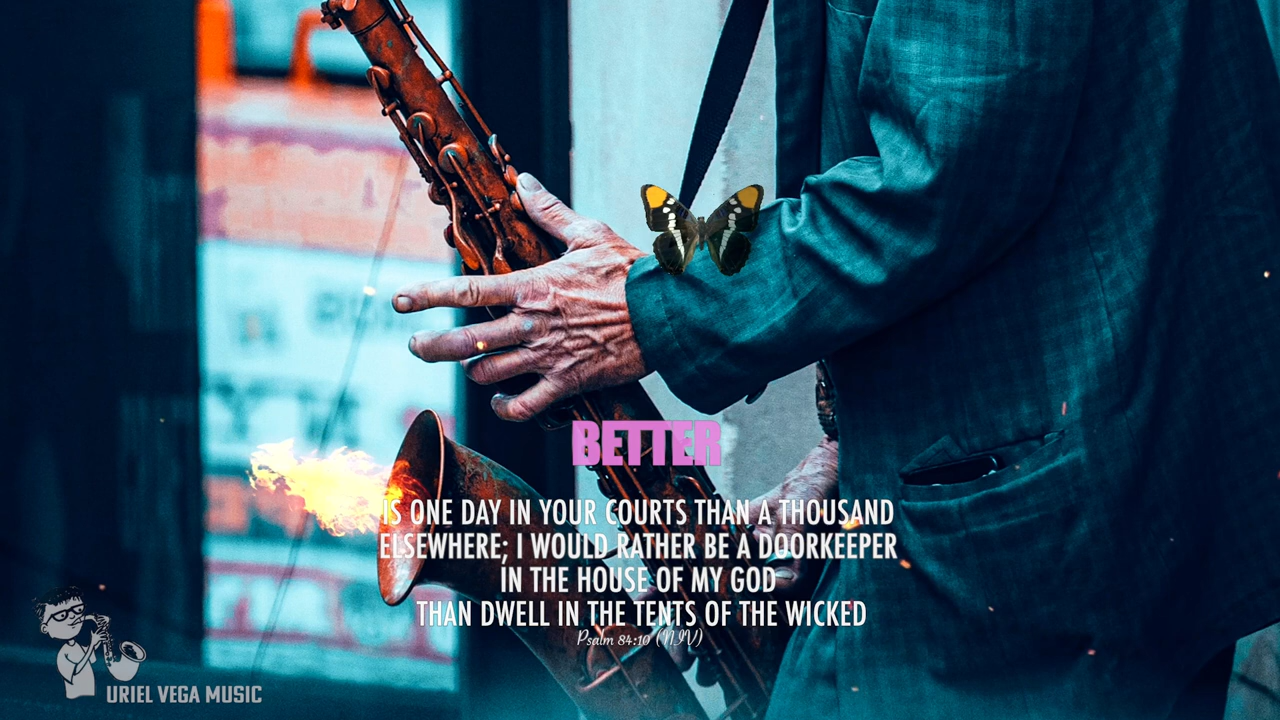 BETTER
IS ONE DAY IN YOUR COURTS THAN A THOUSAND
ELSEWHERE; I WOULD RATHER BE A DOORKEEPER
IN THE HOUSE OF MY GOD
THAN DWELL IN THE TENTS OF THE WICKED
Psalm 84:10 (NIV)
URIEL VEGA MUSIC